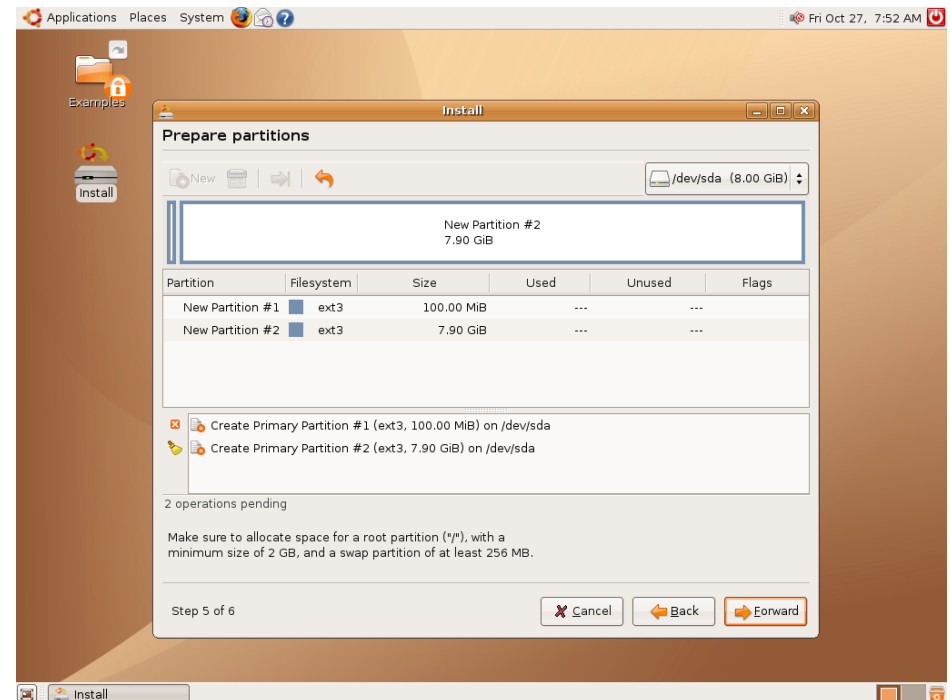 Applications Places System
Fri Oct 27, 7:52 AM
Examples
Install
Install
Prepare partitions
New
/dev/sda (8.00 GiB)
New Partition #2
7.90 GiB
Partition Filesystem Size Used Unused Flags
New Partition #1 ext3 100.00 MiB --- ---
New Partition #2 ext3 7.90 GiB --- ---
Create Primary Partition #1 (ext3, 100.00 MiB) on /dev/sda
Create Primary Partition #2 (ext3, 7.90 GiB) on /dev/sda
2 operations pending
Make sure to allocate space for a root partition ("/"), with a
minimum size of 2 GB, and a swap partition of at least 256 MB.
Step 5 of 6
Cancel
Back
Forward
Install